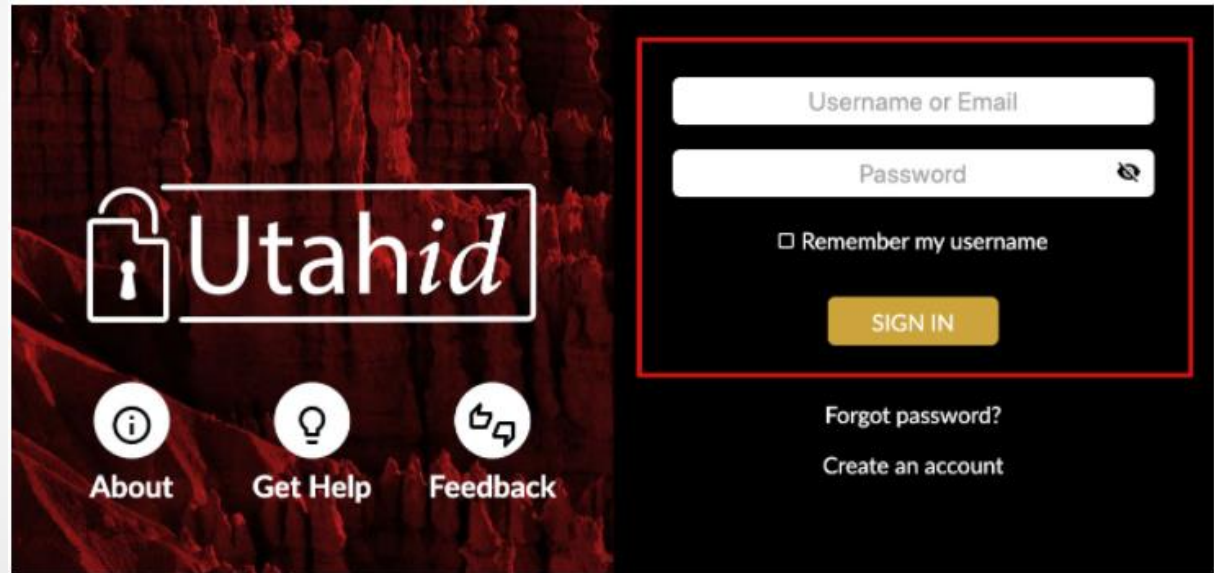 Utahid
About
Get Help
Feedback
Username or Email
Password
Remember my username
SIGN IN
Forgot password?
Create an account